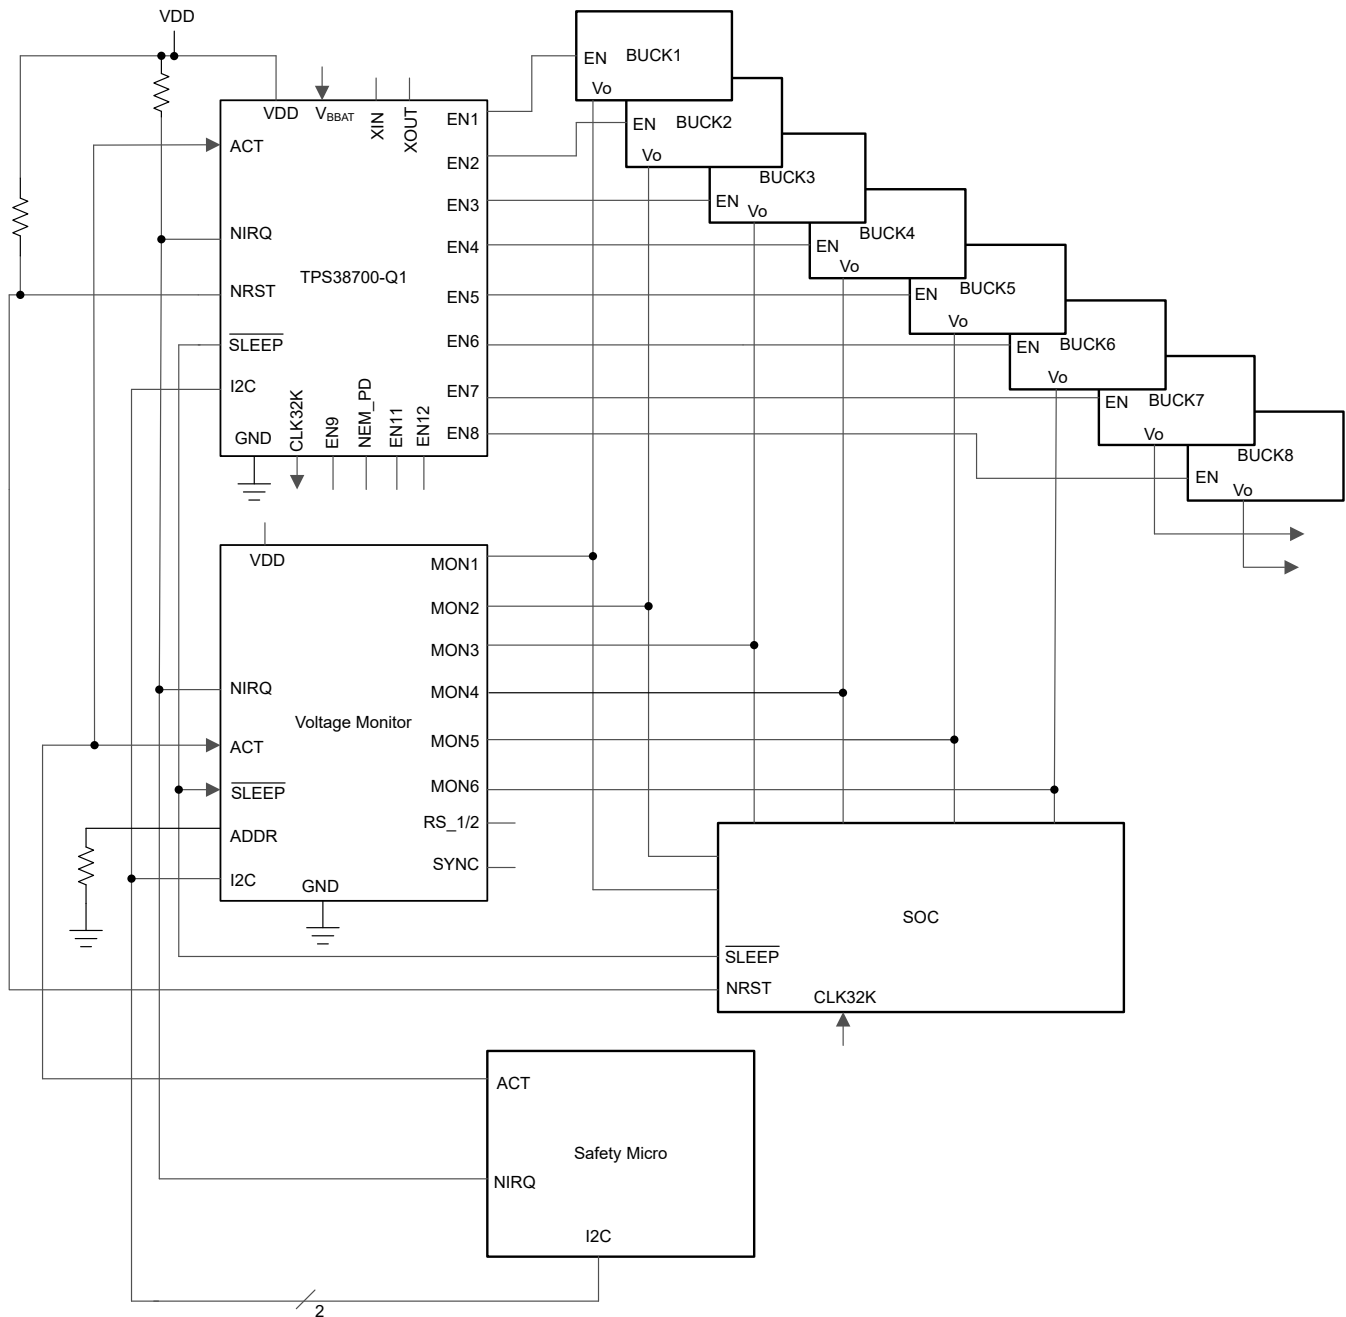 VDD
EN BUCK1
Vo
VDD VBBAT XIN XOUT EN1
EN BUCK2
Vo
ACT
EN2
BUCK3
EN Vo
EN3
NIRQ
EN4
EN BUCK4
Vo
TPS38700-Q1
NRST
EN5
EN BUCK5
Vo
SLEEP
EN6
EN BUCK6
Vo
I2C
EN7
EN BUCK7
Vo
GND CLK32K EN9 NEM_PD EN11 EN12 EN8
BUCK8
EN
Vo
VDD
MON1
MON2
MON3
NIRQ
MON4
Voltage Monitor
ACT
MON5
SLEEP
MON6
ADDR
RS_1/2
I2C
SYNC
GND
SOC
SLEEP
NRST
CLK32K
ACT
Safety Micro
NIRQ
I2C
2